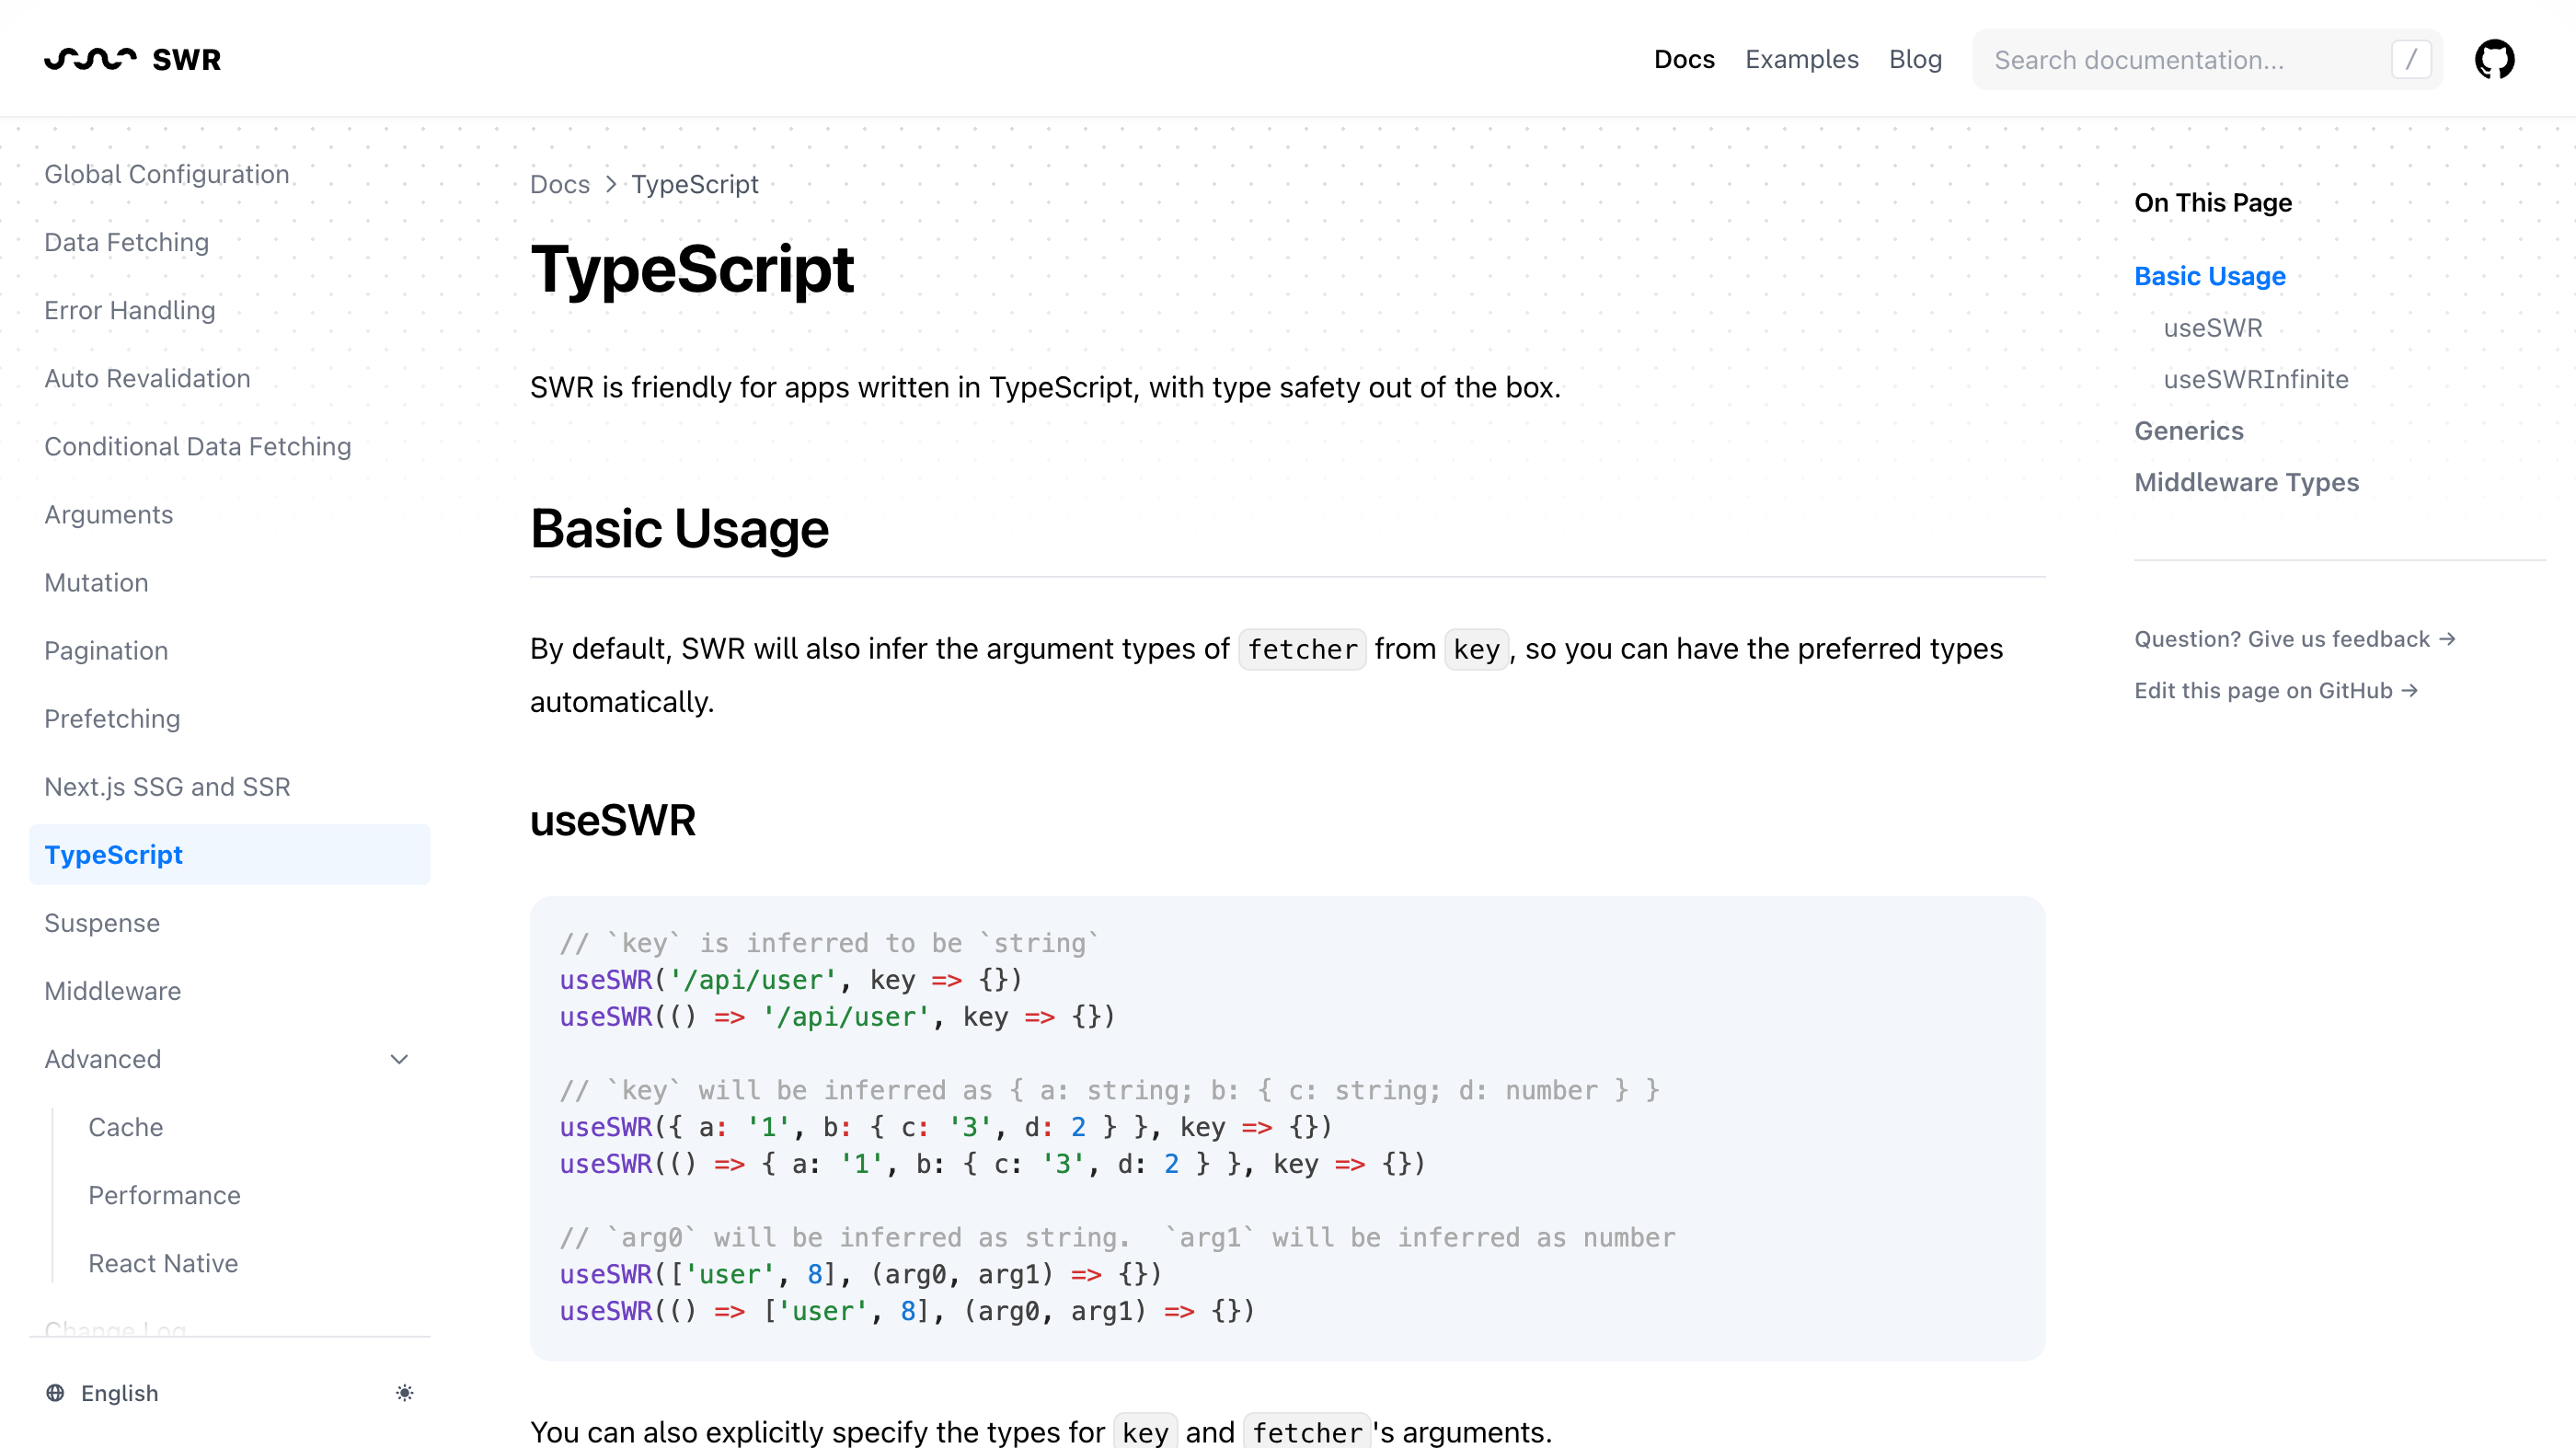 SWR
Docs
Examples
Blog
Search documentation...
/
Global Configuration
Data Fetching
Error Handling
Auto Revalidation
Conditional Data Fetching
Arguments
Mutation
Pagination
Prefetching
Next.js SSG and SSR
TypeScript
Suspense
Middleware
Advanced
Cache
Performance
React Native
Change Log
English
Docs > TypeScript
TypeScript
SWR is friendly for apps written in TypeScript, with type safety out of the box.
Basic Usage
By default, SWR will also infer the argument types of fetcher from key, so you can have the preferred types
automatically.
useSWR
// `key` is inferred to be `string`
useSWR('/api/user', key => {})
useSWR(() => '/api/user', key => {})
// `key` will be inferred as { a: string; b: { c: string; d: number } }
useSWR({ a: '1', b: { c: '3', d: 2 } }, key => {})
useSWR(() => { a: '1', b: { c: '3', d: 2 } }, key => {})
// `arg0` will be inferred as string.  `arg1` will be inferred as number
useSWR(['user', 8], (arg0, arg1) => {})
useSWR(() => ['user', 8], (arg0, arg1) => {})
You can also explicitly specify the types for key and fetcher's arguments.
On This Page
Basic Usage
useSWR
useSWRInfinite
Generics
Middleware Types
Question? Give us feedback →
Edit this page on GitHub →